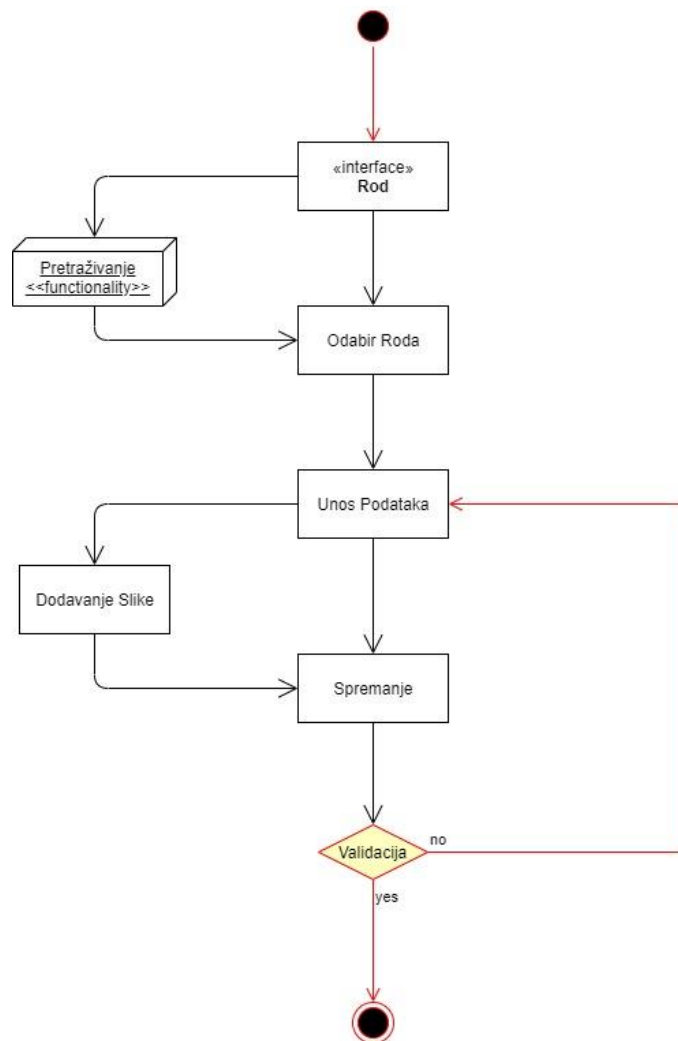 «interface»
Rod
Pretraživanje
<<functionality>>
Odabir Roda
Unos Podataka
Dodavanje Slike
Spremanje
Validacija
no
yes